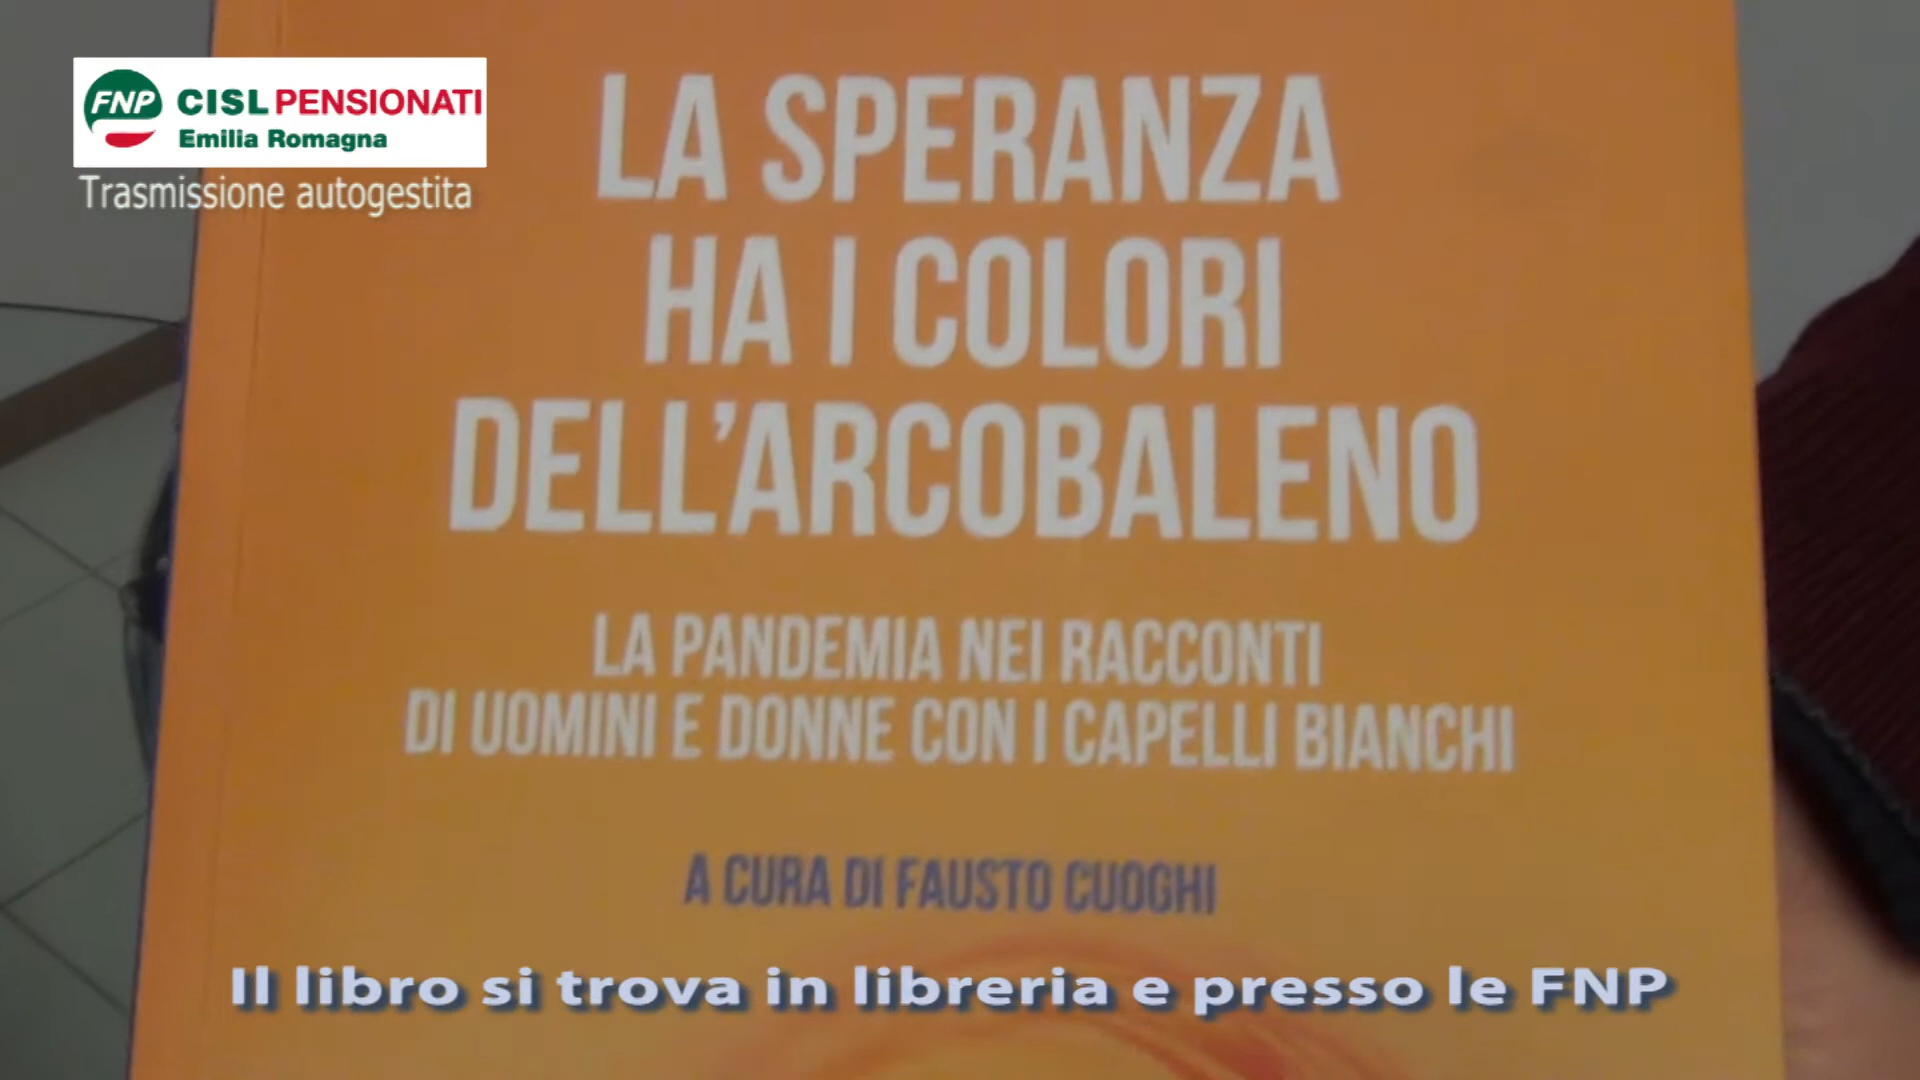 FNP CISL PENSIONATI
Emilia Romagna
Trasmissione autogestita
LA SPERANZA
HA I COLORI
DELL'ARCOBALENO
LA PANDEMIA NEI RACCONTI
DI UOMINI E DONNE CON I CAPELLI BIANCHI
A CURA DI FAUSTO CUOGHI
Il libro si trova in libreria e presso le FNP